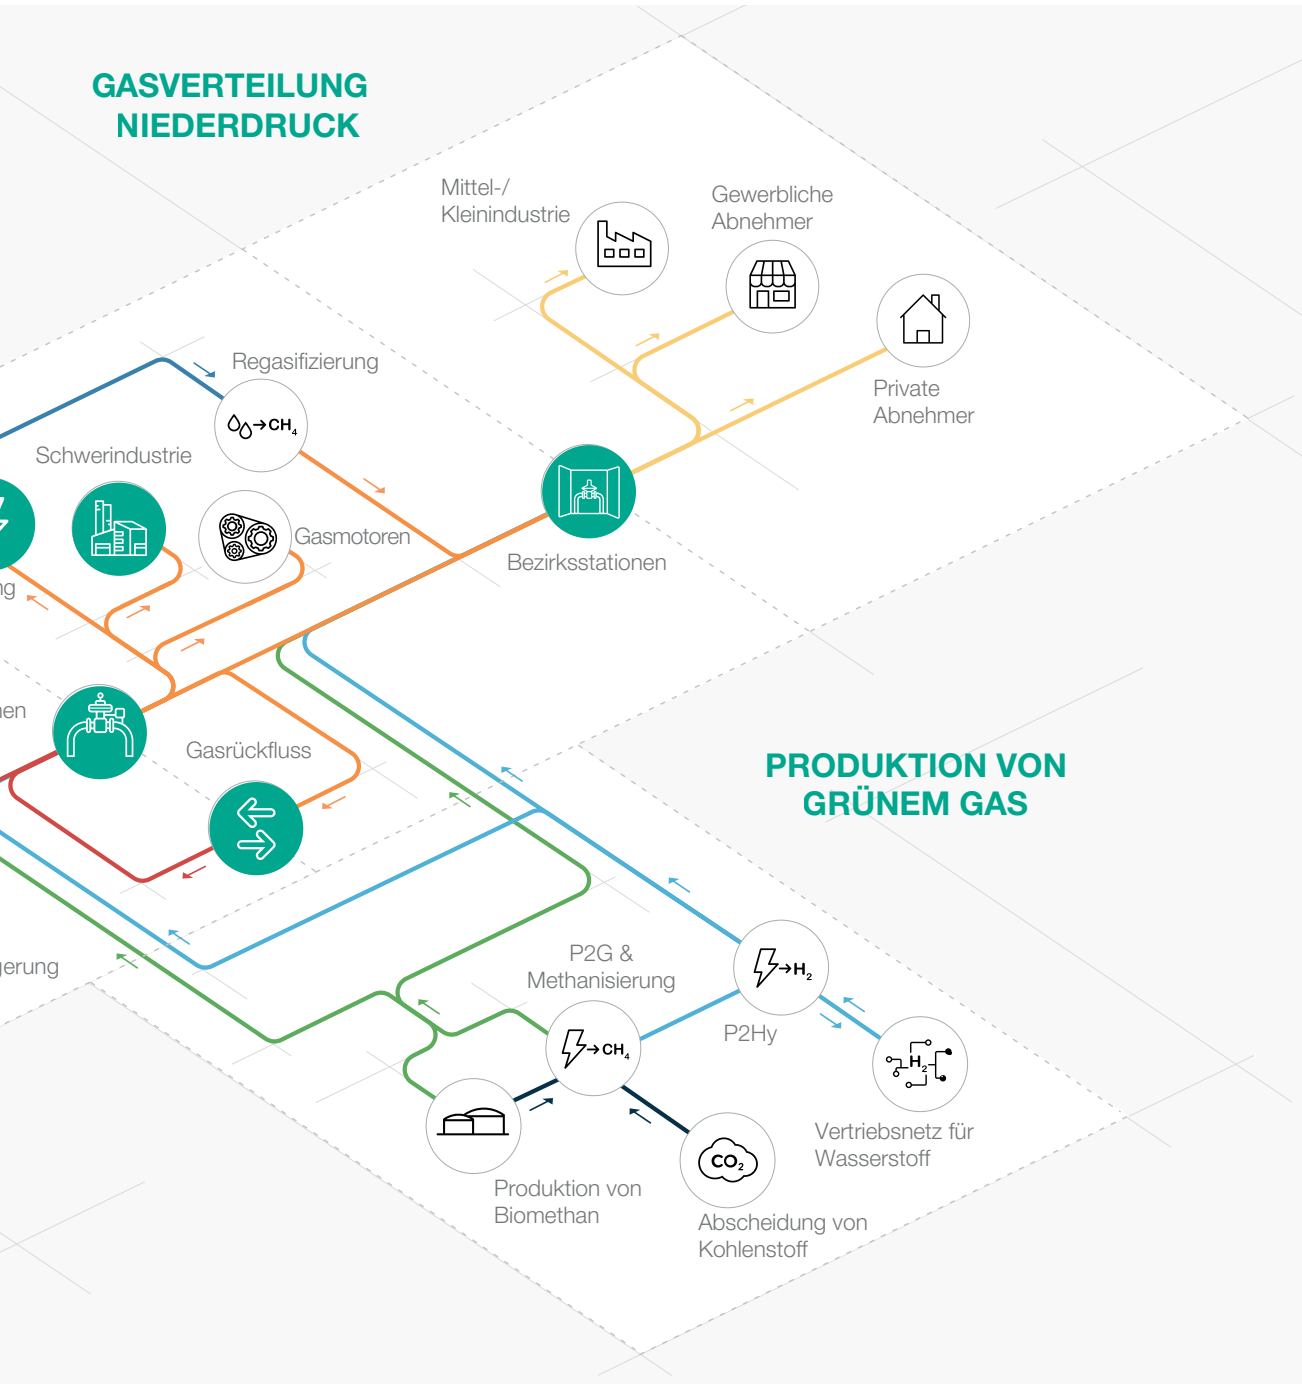 GASVERTEILUNG
NIEDERDRUCK
Mittel-/
Kleinindustrie
Gewerbliche
Abnehmer
Private
Abnehmer
Regasifizierung
→CH₄
Schwerindustrie
Gasmotoren
Bezirksstationen
Gasrückfluss
PRODUKTION VON
GRÜNEM GAS
P2G &
Methanisierung
→H₂
P2Hy
→CH₄
H₂
Vertriebsnetz für
Wasserstoff
CO₂
Produktion von
Biomethan
Abscheidung von
Kohlenstoff